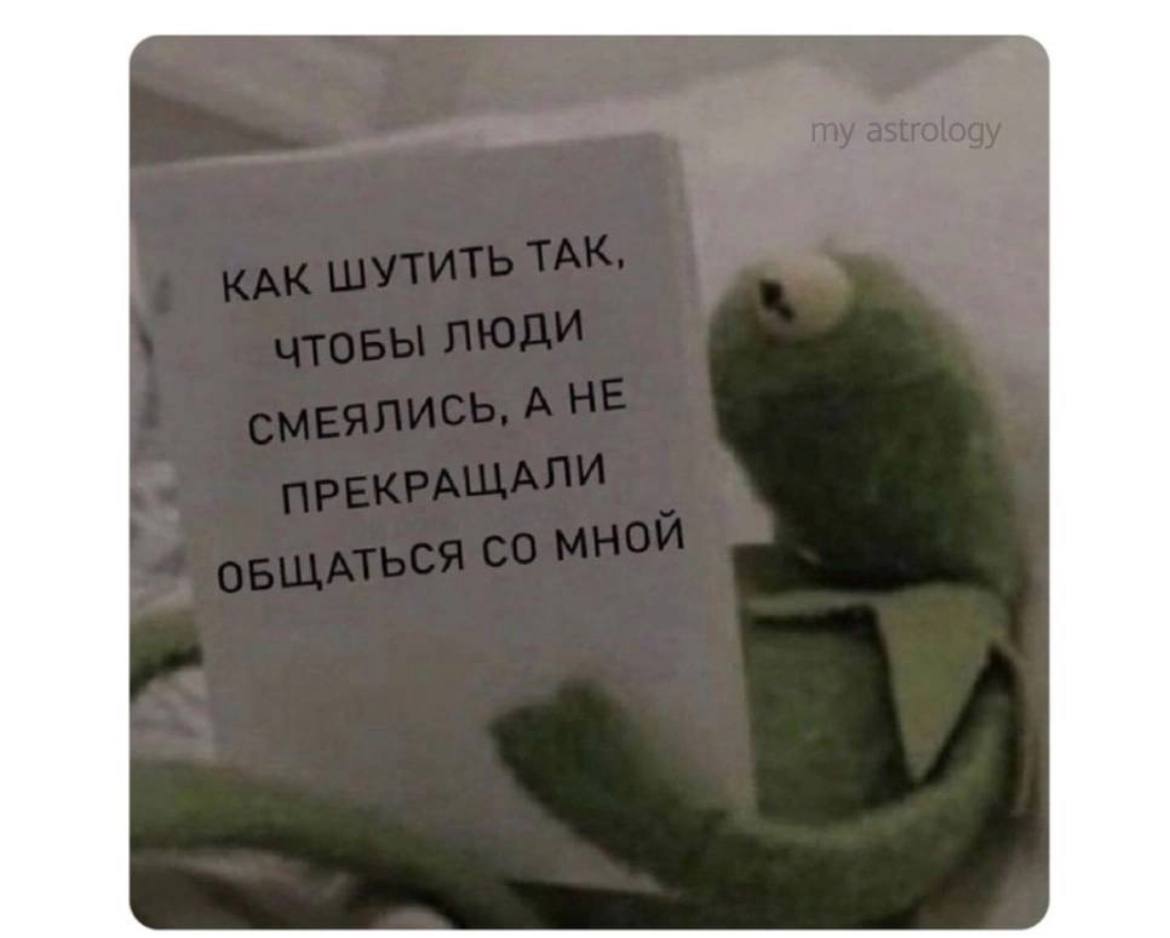 my astrology
КАК ШУТИТЬ ТАК,
ЧТОБЫ ЛЮДИ
СМЕЯЛИСЬ, А НЕ
ПРЕКРАЩАЛИ
ОБЩАТЬСЯ СО МНОЙ